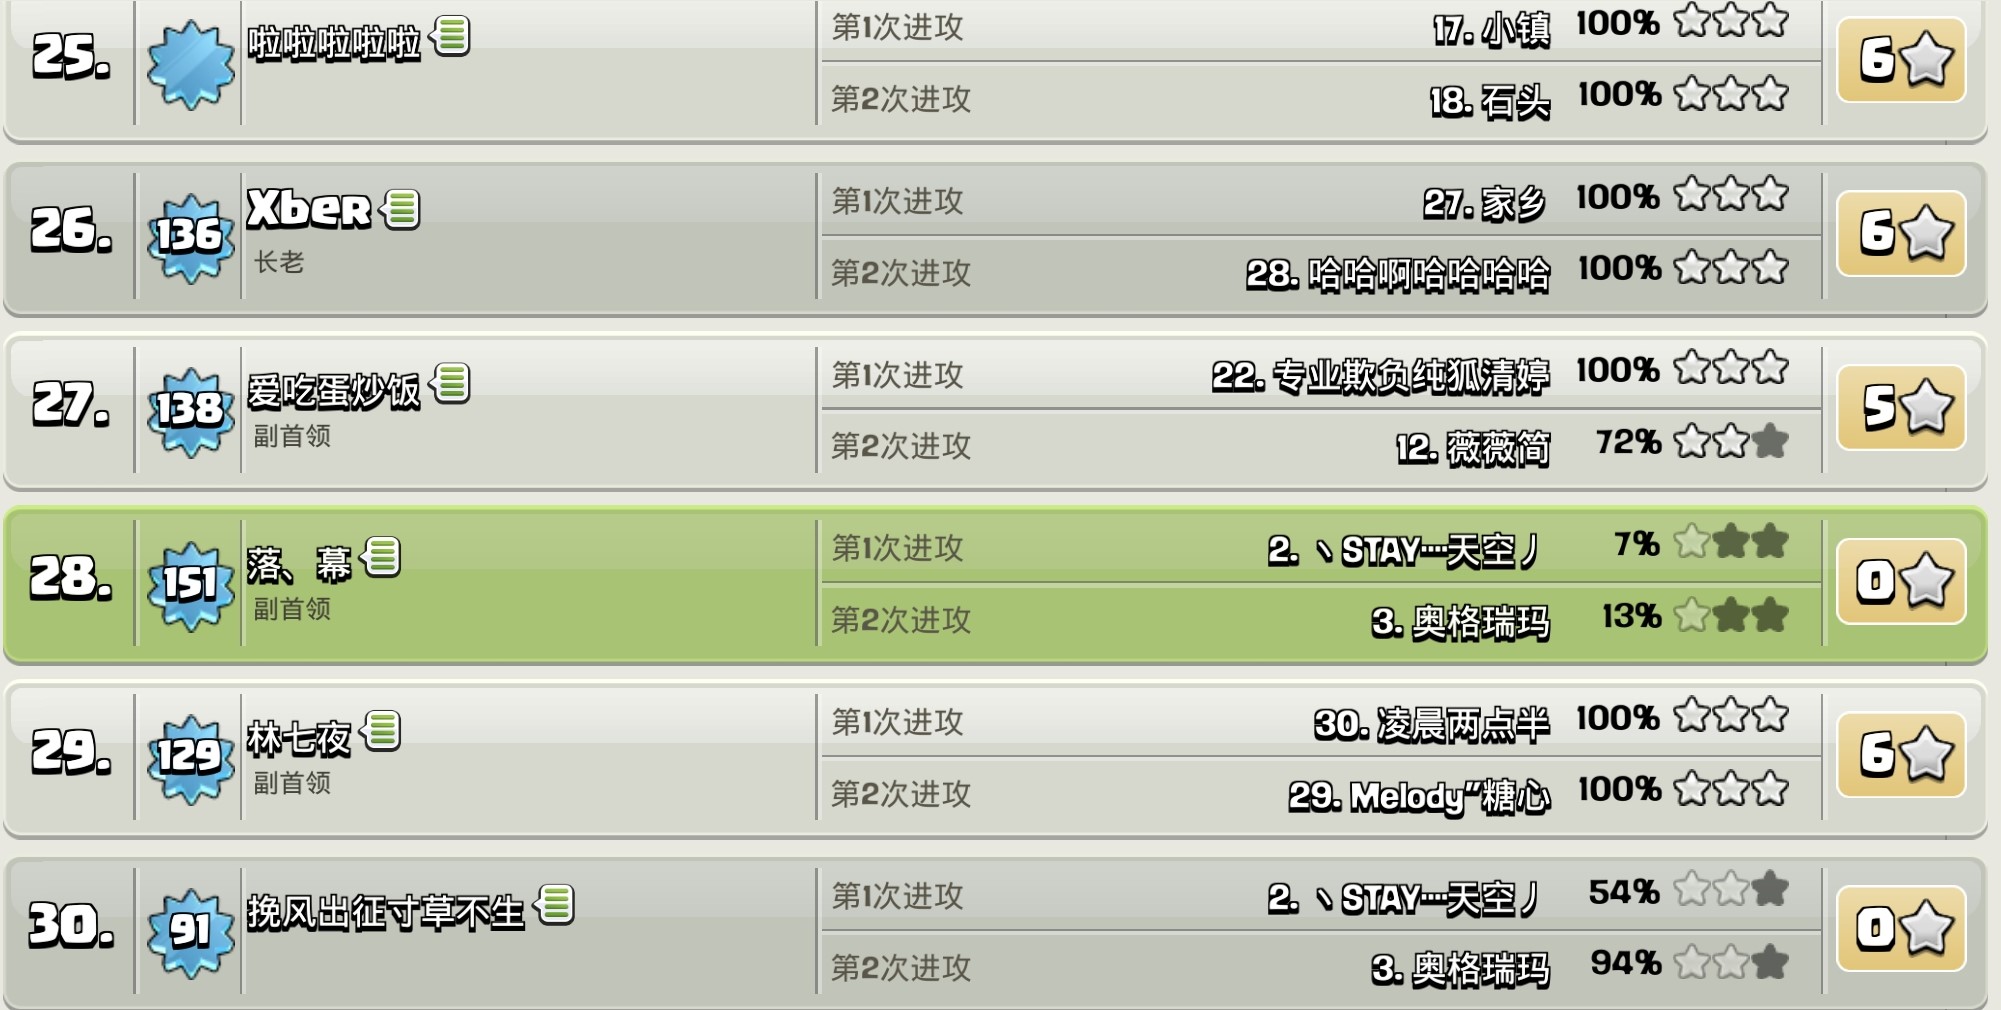 25.
啦啦啦啦啦
第1次进攻
17. 小镇 100%
第2次进攻
18. 石头 100%
6
26.
136
Xber
长老
第1次进攻
27. 家乡 100%
第2次进攻
28. 哈哈啊哈哈哈哈 100%
6
27.
138
爱吃蛋炒饭
副首领
第1次进攻
22. 专业欺负纯狐清婷 100%
第2次进攻
12. 薇薇简 72%
5
28.
151
落、幕
副首领
第1次进攻
2. 丶STAY┈天空丿 7%
第2次进攻
3. 奥格瑞玛 13%
0
29.
129
林七夜
副首领
第1次进攻
30. 凌晨两点半 100%
第2次进攻
29. Melody″糖心 100%
6
30.
91
挽风出征寸草不生
第1次进攻
2. 丶STAY┈天空丿 54%
第2次进攻
3. 奥格瑞玛 94%
0